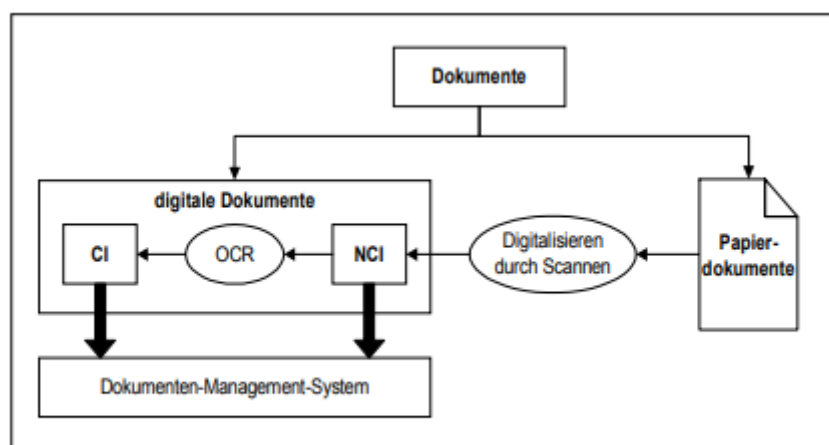 Dokumente
digitale Dokumente
CI
OCR
NCI
Digitalisieren
durch Scannen
Papier-
dokumente
Dokumenten-Management-System